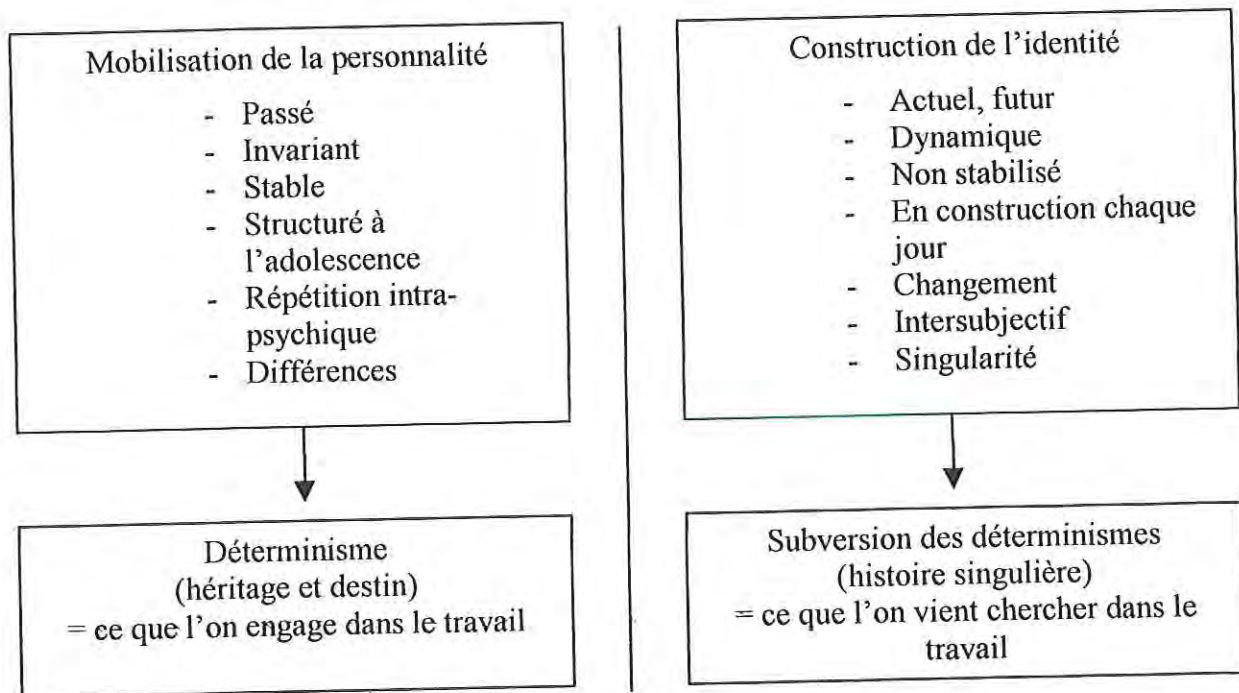 Mobilisation de la personnalité
- Passé
- Invariant
- Stable
- Structuré à
l'adolescence
- Répétition intra-
psychique
- Différences
Déterminisme
(héritage et destin)
= ce que l'on engage dans le travail
Construction de l'identité
- Actuel, futur
- Dynamique
- Non stabilisé
- En construction chaque
jour
- Changement
- Intersubjectif
- Singularité
Subversion des déterminismes
(histoire singulière)
= ce que l'on vient chercher dans le
travail